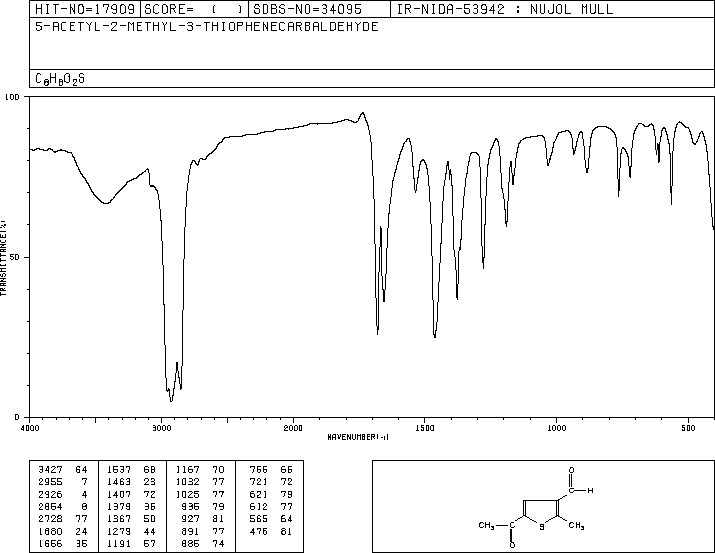 HIT-NO=17909 SCORE= ( ) SDBS-NO=34095 IR-NIDA-53942 : NUJOL MULL
5-ACETYL-2-METHYL-3-THIOPHENECARBALDEHYDE
C8H8O2S
100
50
0
TRANSMITTANCE(%)
4000 3000 2000 1500 1000 500
WAVENUMBER(-1)
3427 64 1537 68 1167 70 766 66
2955 7 1463 23 1032 77 721 72
2926 4 1407 72 1025 77 621 79
2854 8 1379 36 935 79 612 77
2728 77 1367 50 927 81 565 64
1680 24 1279 44 891 77 476 81
1656 35 1191 57 885 74
O
C H
CH3 C S CH3
O